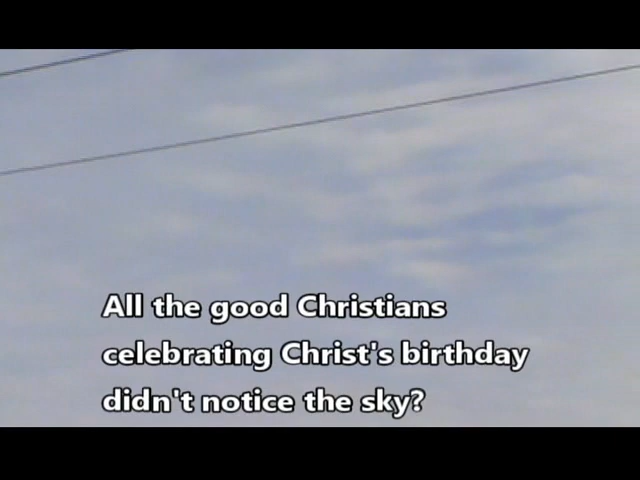 All the good Christians
celebrating Christ's birthday
didn't notice the sky?